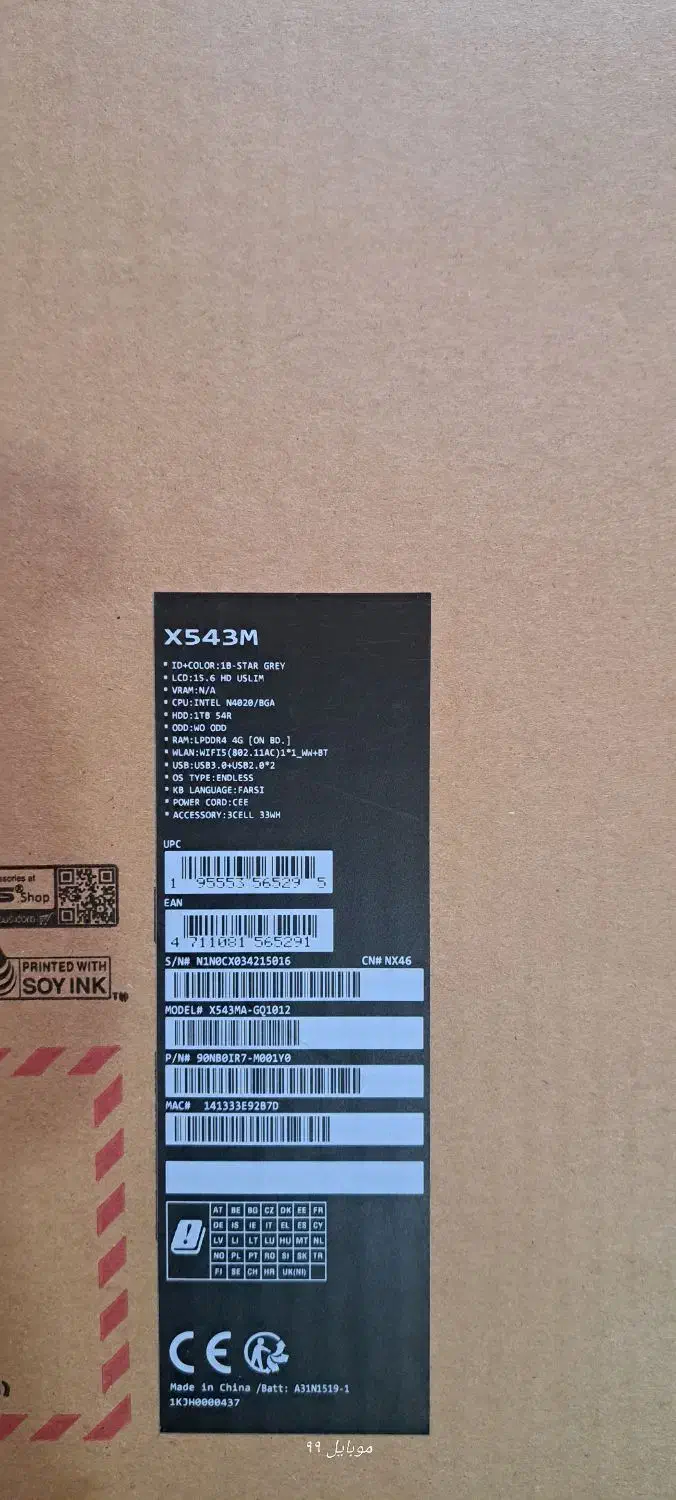 X543M
ID+COLOR:1B-STAR GREY
LCD:15.6 HD USLIM
VRAM:N/A
CPU:INTEL N4020/BGA
HDD:1TB 54R
ODD:WO ODD
RAM:LPDDR4 4G [ON BD.]
WLAN:WIFI5(802.11AC)1*1_WW+BT
USB:USB3.0+USB2.0*2
OS TYPE:ENDLESS
KB LANGUAGE:FARSI
POWER CORD:CEE
ACCESSORY:3CELL 33WH
UPC
1 95553 56529 5
EAN
4 711081 565291
S/N# N1N0CX034215016 CN# NX46
MODEL# X543MA-GQ1012
P/N# 90NB0IR7-M001Y0
MAC# 141333E92B7D
AT BE BG CZ DK EE FR
DE IS IE IT EL ES CY
LV LI LT LU HU MT NL
NO PL PT RO SI SK TR
FI SE CH HR UK(NI)
CE
Made in China /Batt: A31N1519-1
1KJH0000437
Shop
PRINTED WITH
SOY INK TM
موبایل ۹۹